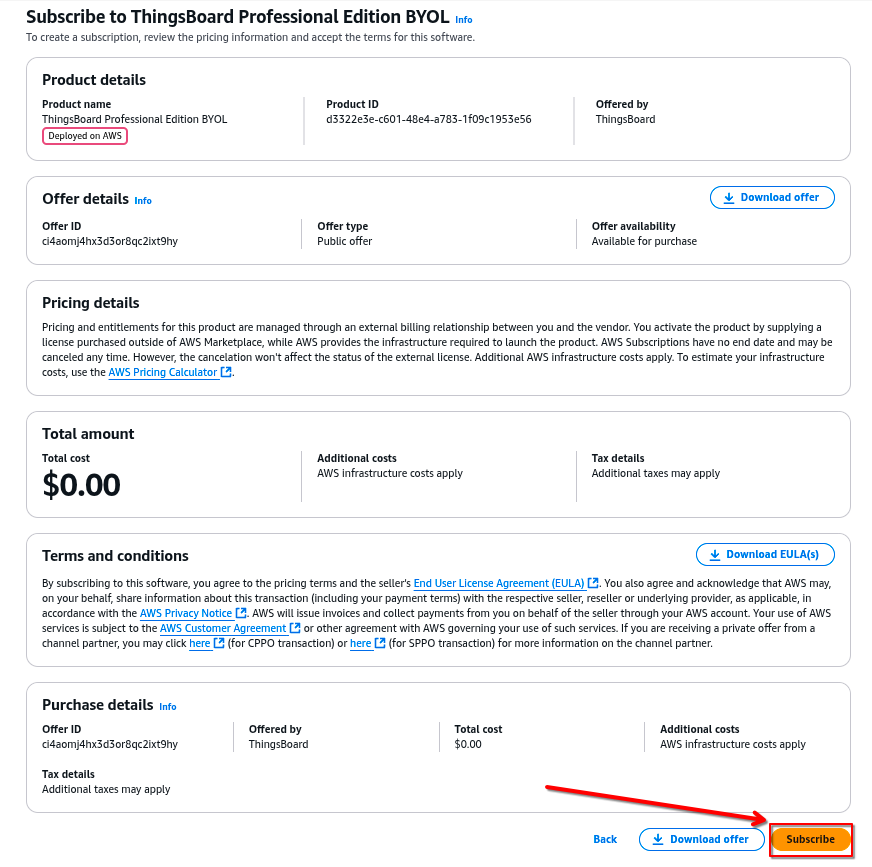 Subscribe to ThingsBoard Professional Edition BYOL Info
To create a subscription, review the pricing information and accept the terms for this software.
Product details
Product name
ThingsBoard Professional Edition BYOL
Deployed on AWS
Product ID
d3322e3e-c601-48e4-a783-1f09c1953e56
Offered by
ThingsBoard
Offer details Info
Download offer
Offer ID
ci4aomj4hx3d3or8qc2ixt9hy
Offer type
Public offer
Offer availability
Available for purchase
Pricing details
Pricing and entitlements for this product are managed through an external billing relationship between you and the vendor. You activate the product by supplying a
license purchased outside of AWS Marketplace, while AWS provides the infrastructure required to launch the product. AWS Subscriptions have no end date and may be
canceled any time. However, the cancelation won't affect the status of the external license. Additional AWS infrastructure costs apply. To estimate your infrastructure
costs, use the AWS Pricing Calculator.
Total amount
Total cost
$0.00
Additional costs
AWS infrastructure costs apply
Tax details
Additional taxes may apply
Terms and conditions
Download EULA(s)
By subscribing to this software, you agree to the pricing terms and the seller's End User License Agreement (EULA). You also agree and acknowledge that AWS may,
on your behalf, share information about this transaction (including your payment terms) with the respective seller, reseller or underlying provider, as applicable, in
accordance with the AWS Privacy Notice. AWS will issue invoices and collect payments from you on behalf of the seller through your AWS account. Your use of AWS
services is subject to the AWS Customer Agreement or other agreement with AWS governing your use of such services. If you are receiving a private offer from a
channel partner, you may click here (for CPPO transaction) or here (for SPPO transaction) for more information on the channel partner.
Purchase details Info
Offer ID
ci4aomj4hx3d3or8qc2ixt9hy
Offered by
ThingsBoard
Total cost
$0.00
Additional costs
AWS infrastructure costs apply
Tax details
Additional taxes may apply
Back
Download offer
Subscribe